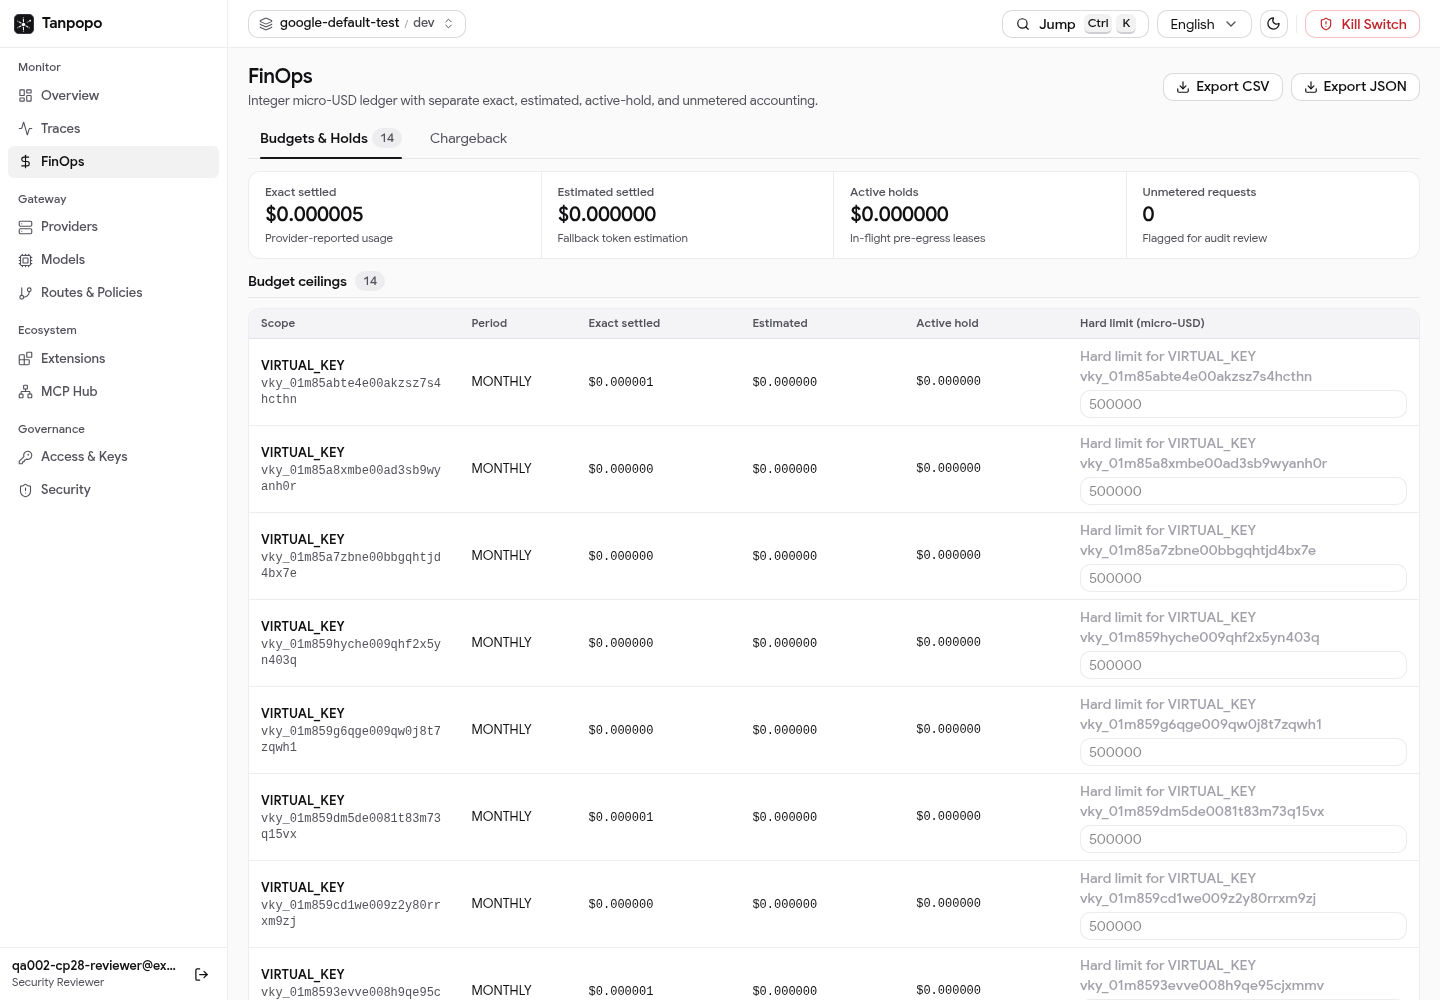 Tanpopo
google-default-test / dev
Jump Ctrl K
English
Kill Switch
Monitor
Overview
Traces
FinOps
Gateway
Providers
Models
Routes & Policies
Ecosystem
Extensions
MCP Hub
Governance
Access & Keys
Security
qa002-cp28-reviewer@ex...
Security Reviewer
FinOps
Integer micro-USD ledger with separate exact, estimated, active-hold, and unmetered accounting.
Export CSV
Export JSON
Budgets & Holds 14
Chargeback
Exact settled
$0.000005
Provider-reported usage
Estimated settled
$0.000000
Fallback token estimation
Active holds
$0.000000
In-flight pre-egress leases
Unmetered requests
0
Flagged for audit review
Budget ceilings 14
Scope Period Exact settled Estimated Active hold Hard limit (micro-USD)
VIRTUAL_KEY
vky_01m85abte4e00akzsz7s4
hcthn
MONTHLY
$0.000001
$0.000000
$0.000000
Hard limit for VIRTUAL_KEY
vky_01m85abte4e00akzsz7s4hcthn
500000
VIRTUAL_KEY
vky_01m85a8xmbe00ad3sb9wy
anh0r
MONTHLY
$0.000000
$0.000000
$0.000000
Hard limit for VIRTUAL_KEY
vky_01m85a8xmbe00ad3sb9wyanh0r
500000
VIRTUAL_KEY
vky_01m85a7zbne00bbgqhtjd
4bx7e
MONTHLY
$0.000000
$0.000000
$0.000000
Hard limit for VIRTUAL_KEY
vky_01m85a7zbne00bbgqhtjd4bx7e
500000
VIRTUAL_KEY
vky_01m859hyche009qhf2x5y
n403q
MONTHLY
$0.000000
$0.000000
$0.000000
Hard limit for VIRTUAL_KEY
vky_01m859hyche009qhf2x5yn403q
500000
VIRTUAL_KEY
vky_01m859g6qge009qw0j8t7
zqwh1
MONTHLY
$0.000000
$0.000000
$0.000000
Hard limit for VIRTUAL_KEY
vky_01m859g6qge009qw0j8t7zqwh1
500000
VIRTUAL_KEY
vky_01m859dm5de0081t83m73
q15vx
MONTHLY
$0.000001
$0.000000
$0.000000
Hard limit for VIRTUAL_KEY
vky_01m859dm5de0081t83m73q15vx
500000
VIRTUAL_KEY
vky_01m859cd1we009z2y80rr
xm9zj
MONTHLY
$0.000000
$0.000000
$0.000000
Hard limit for VIRTUAL_KEY
vky_01m859cd1we009z2y80rrxm9zj
500000
VIRTUAL_KEY
vky_01m8593evve008h9qe95c
MONTHLY
$0.000001
$0.000000
$0.000000
Hard limit for VIRTUAL_KEY
vky_01m8593evve008h9qe95cjxmmv